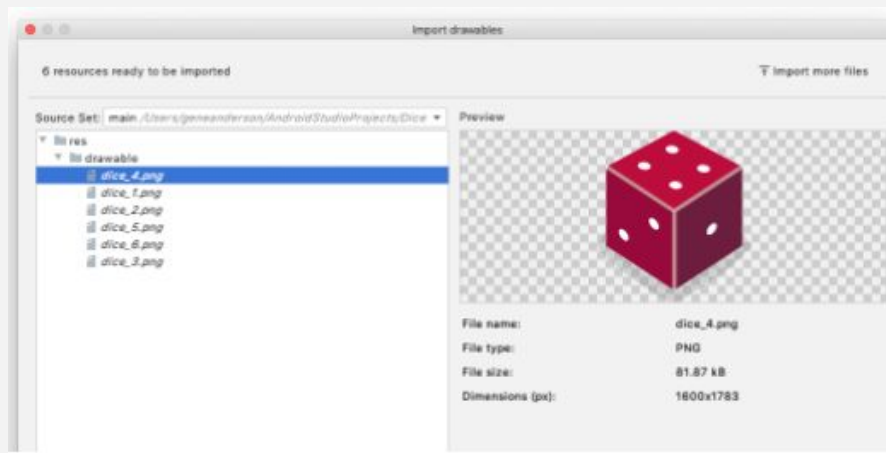 Import drawables
6 resources ready to be imported
Import more files
Source Set: main /Users/geneanderson/AndroidStudioProjects/Dice
Preview
res
drawable
dice_4.png
dice_1.png
dice_2.png
dice_5.png
dice_6.png
dice_3.png
File name: dice_4.png
File type: PNG
File size: 81.87 kB
Dimensions (px): 1600x1783